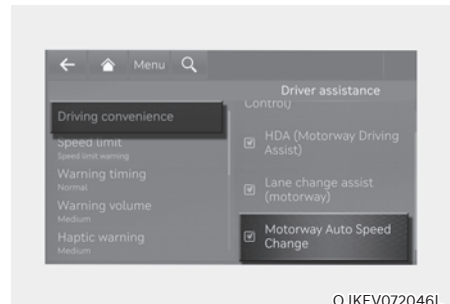 Menu
Driver assistance
Control)
Driving convenience
Speed limit
Speed limit warning
Warning timing
Normal
Warning volume
Medium
Haptic warning
Medium
HDA (Motorway Driving
Assist)
Lane change assist
(motorway)
Motorway Auto Speed
Change
OJKEV072046L